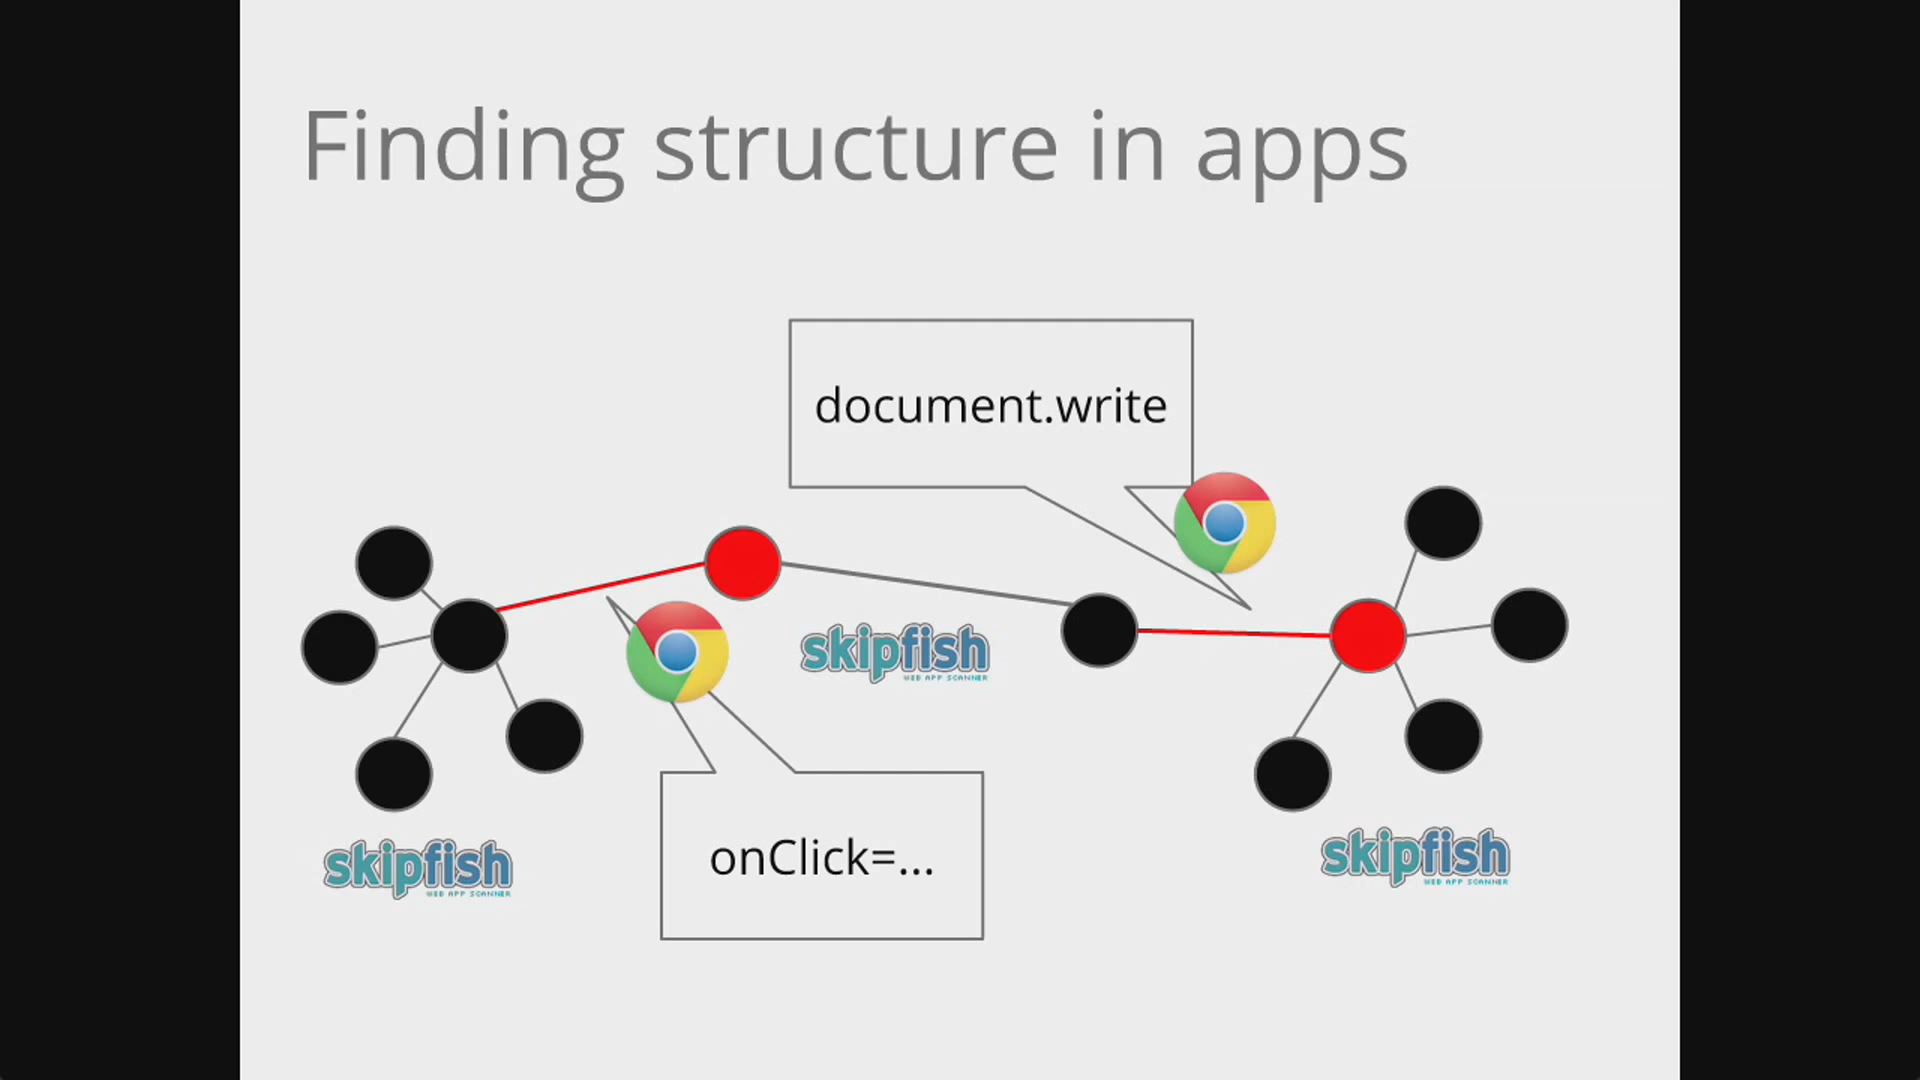 Finding structure in apps
document.write
skipfish
WEB APP SCANNER
onClick=...
skipfish
WEB APP SCANNER
skipfish
WEB APP SCANNER